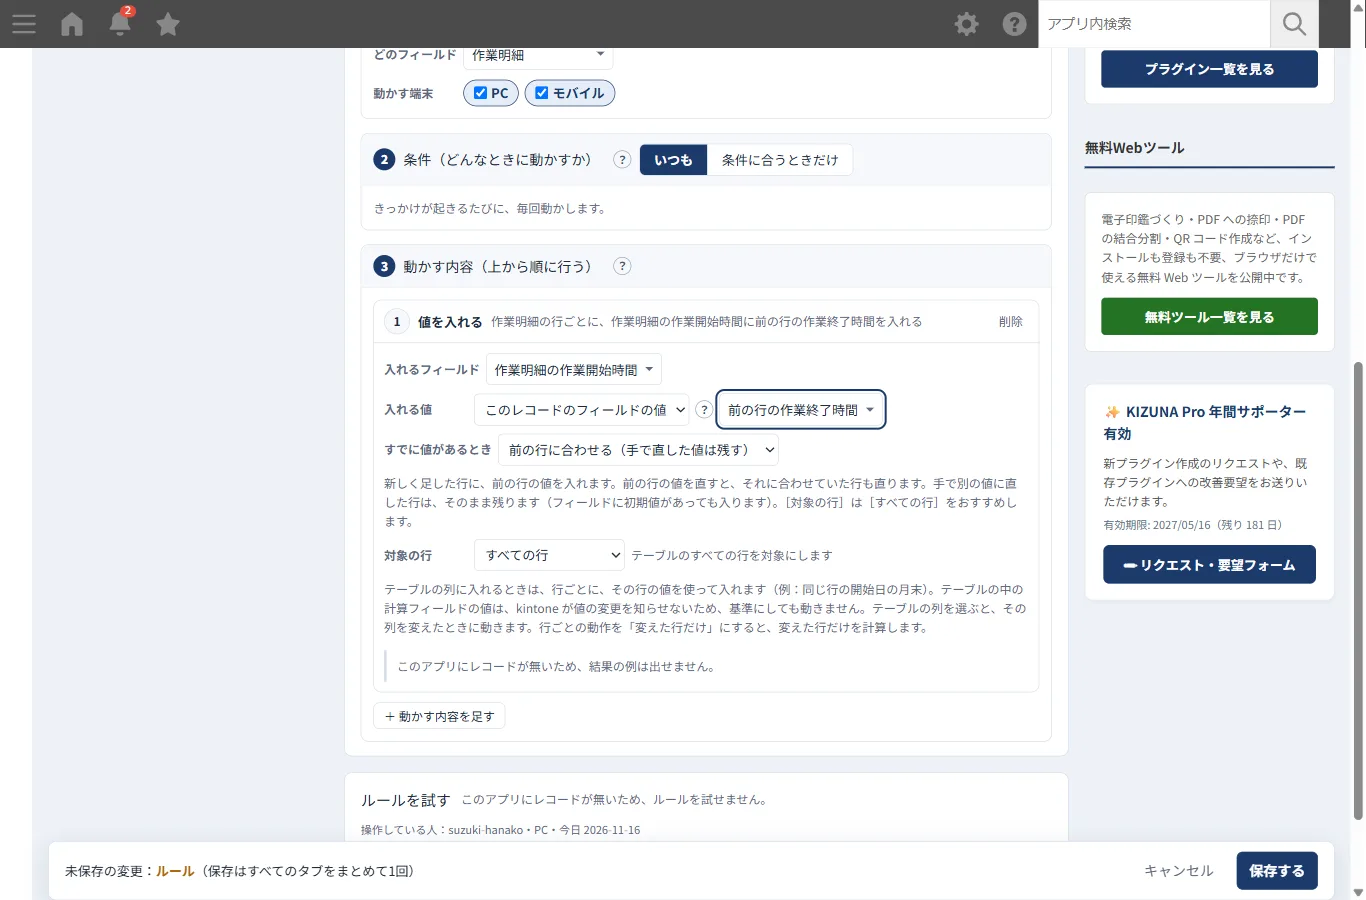 2
アプリ内検索
どのフィールド 作業明細
動かす端末 PC モバイル
2 条件（どんなときに動かすか） ? いつも 条件に合うときだけ
きっかけが起きるたびに、毎回動かします。
3 動かす内容（上から順に行う） ?
1 値を入れる 作業明細の行ごとに、作業明細の作業開始時間に前の行の作業終了時間を入れる 削除
入れるフィールド 作業明細の作業開始時間
入れる値 このレコードのフィールドの値 ? 前の行の作業終了時間
すでに値があるとき 前の行に合わせる（手で直した値は残す）
新しく足した行に、前の行の値を入れます。前の行の値を直すと、それに合わせていた行も直ります。手で別の値に直
した行は、そのまま残ります（フィールドに初期値があっても入ります）。［対象の行］は［すべての行］をおすすめし
ます。
対象の行 すべての行 テーブルのすべての行を対象にします
テーブルの列に入れるときは、行ごとに、その行の値を使って入れます（例：同じ行の開始日の月末）。テーブルの中の
計算フィールドの値は、kintone が値の変更を知らせないため、基準にしても動きません。テーブルの列を選ぶと、その
列を変えたときに動きます。行ごとの動作を「変えた行だけ」にすると、変えた行だけを計算します。
このアプリにレコードが無いため、結果の例は出せません。
＋ 動かす内容を足す
ルールを試す このアプリにレコードが無いため、ルールを試せません。
操作している人：suzuki-hanako・PC・今日 2026-11-16
未保存の変更：ルール（保存はすべてのタブをまとめて1回） キャンセル 保存する
プラグイン一覧を見る
無料Webツール
電子印鑑づくり・PDF への捺印・PDF
の結合分割・QR コード作成など、イン
ストールも登録も不要、ブラウザだけで
使える無料 Web ツールを公開中です。
無料ツール一覧を見る
✨ KIZUNA Pro 年間サポーター
有効
新プラグイン作成のリクエストや、既
存プラグインへの改善要望をお送りい
ただけます。
有効期限: 2027/05/16（残り 181 日）
リクエスト・要望フォーム